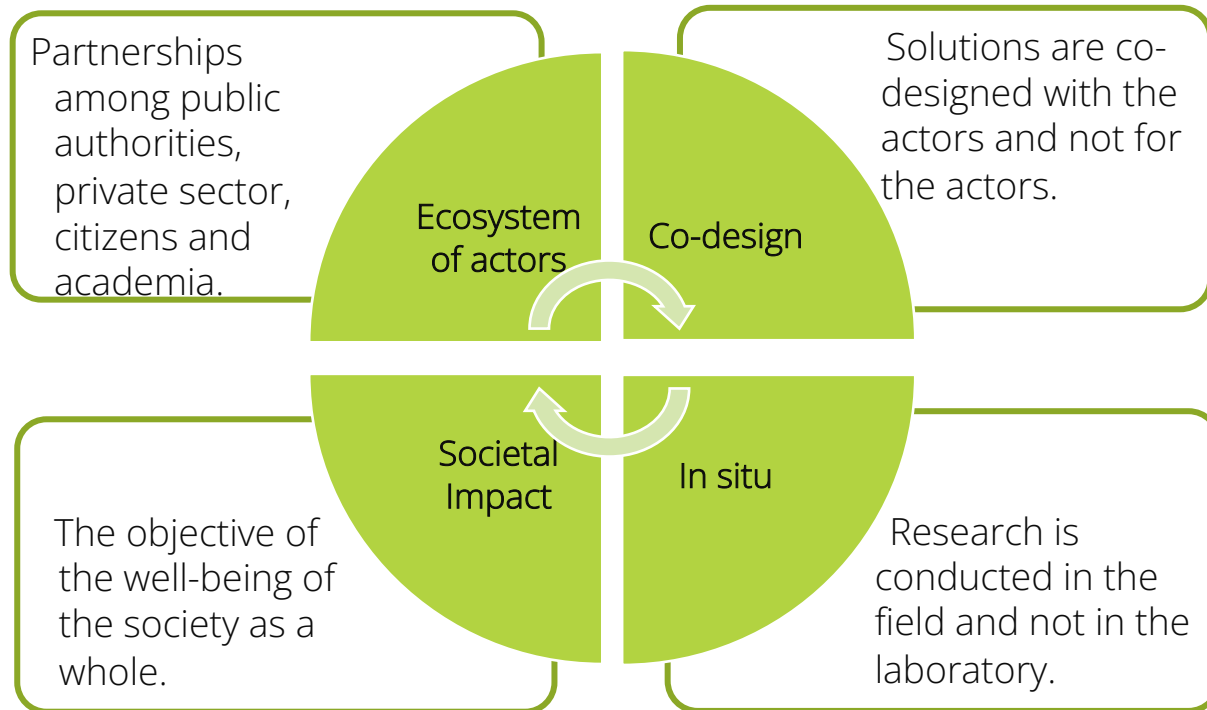 Partnerships
among public
authorities,
private sector,
citizens and
academia.
Ecosystem
of actors
Solutions are co-
designed with the
actors and not for
the actors.
Co-design
The objective of
the well-being of
the society as a
whole.
Societal
Impact
In situ
Research is
conducted in the
field and not in the
laboratory.